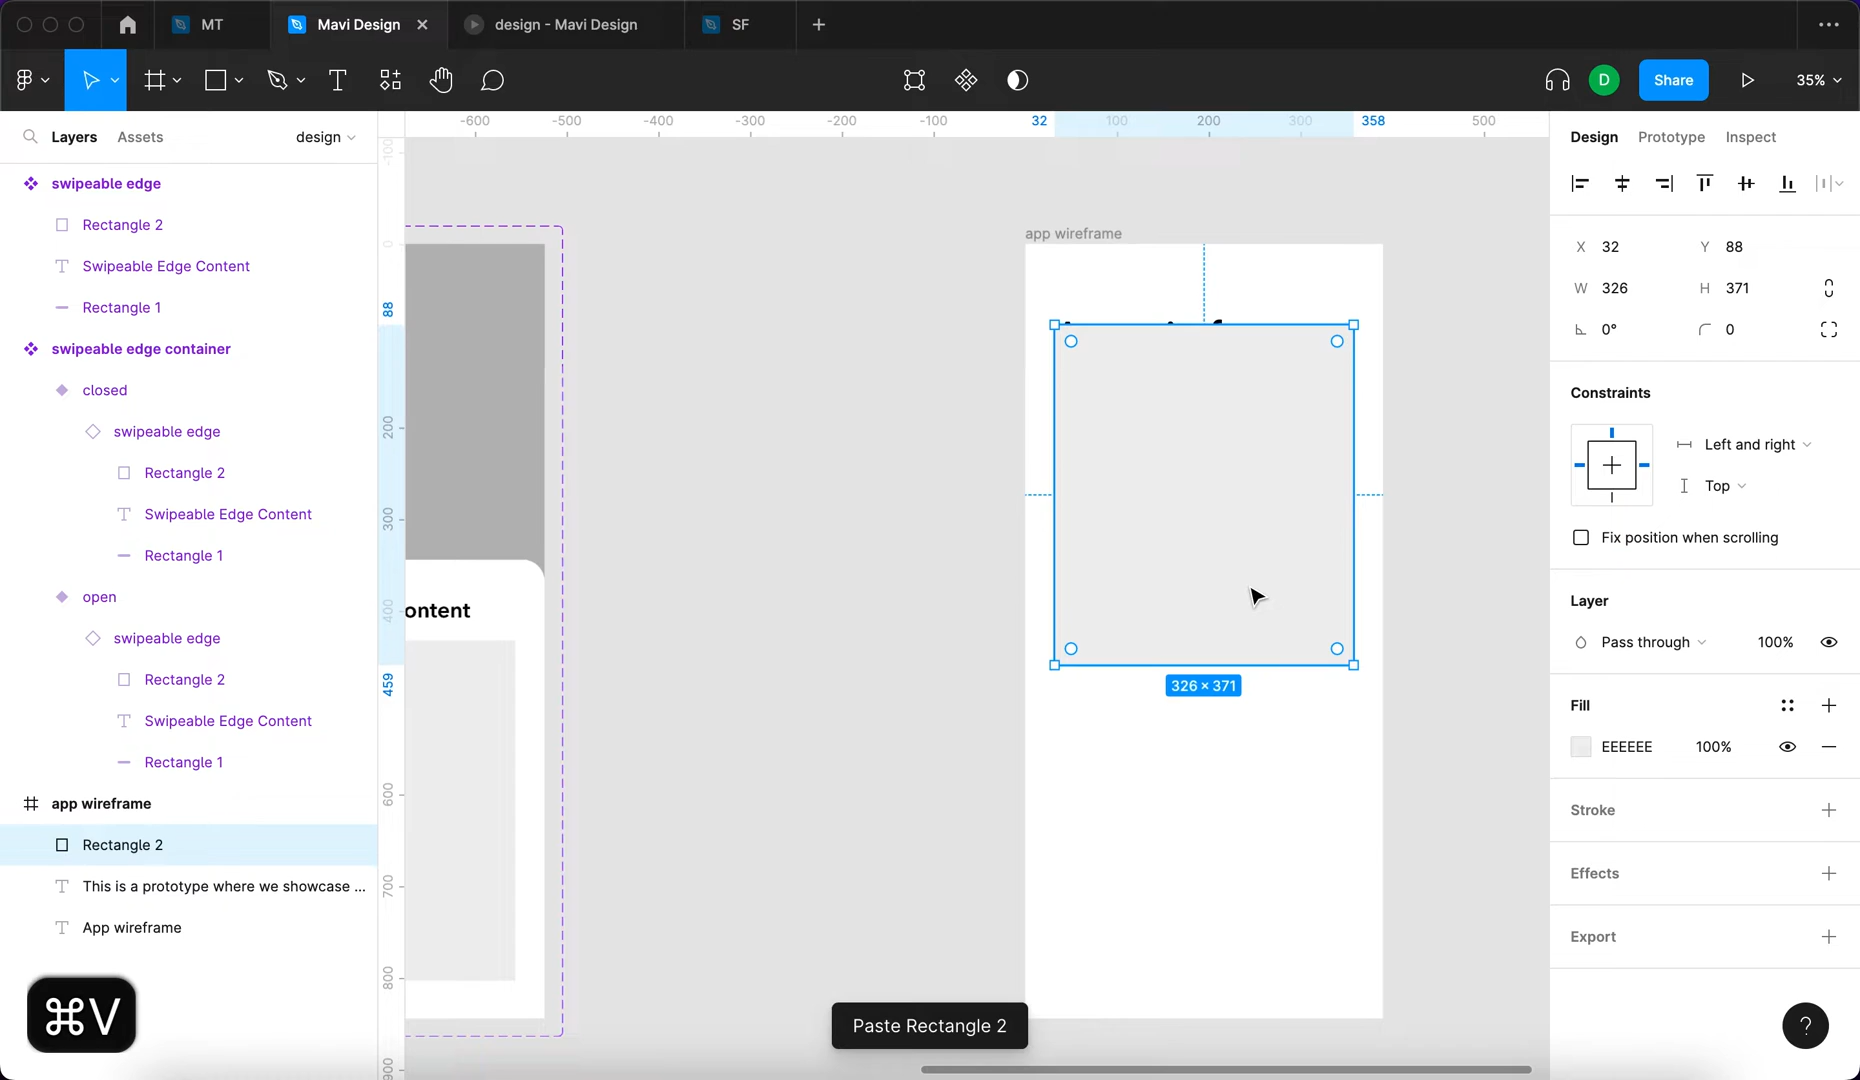 MT
Mavi Design
design - Mavi Design
SF
D
Share
35%
Layers
Assets
design
swipeable edge
Rectangle 2
Swipeable Edge Content
Rectangle 1
swipeable edge container
closed
swipeable edge
Rectangle 2
Swipeable Edge Content
Rectangle 1
open
swipeable edge
Rectangle 2
Swipeable Edge Content
Rectangle 1
app wireframe
Rectangle 2
This is a prototype where we showcase ...
App wireframe
⌘V
-600 -500 -400 -300 -200 -100 32 100 200 300 358 500
-100
0
88
200
300
400
459
600
700
800
900
ontent
app wireframe
326 × 371
Paste Rectangle 2
Design
Prototype
Inspect
X 32 Y 88
W 326 H 371
0° 0
Constraints
Left and right
Top
Fix position when scrolling
Layer
Pass through 100%
Fill
EEEEEE 100%
Stroke
Effects
Export
?